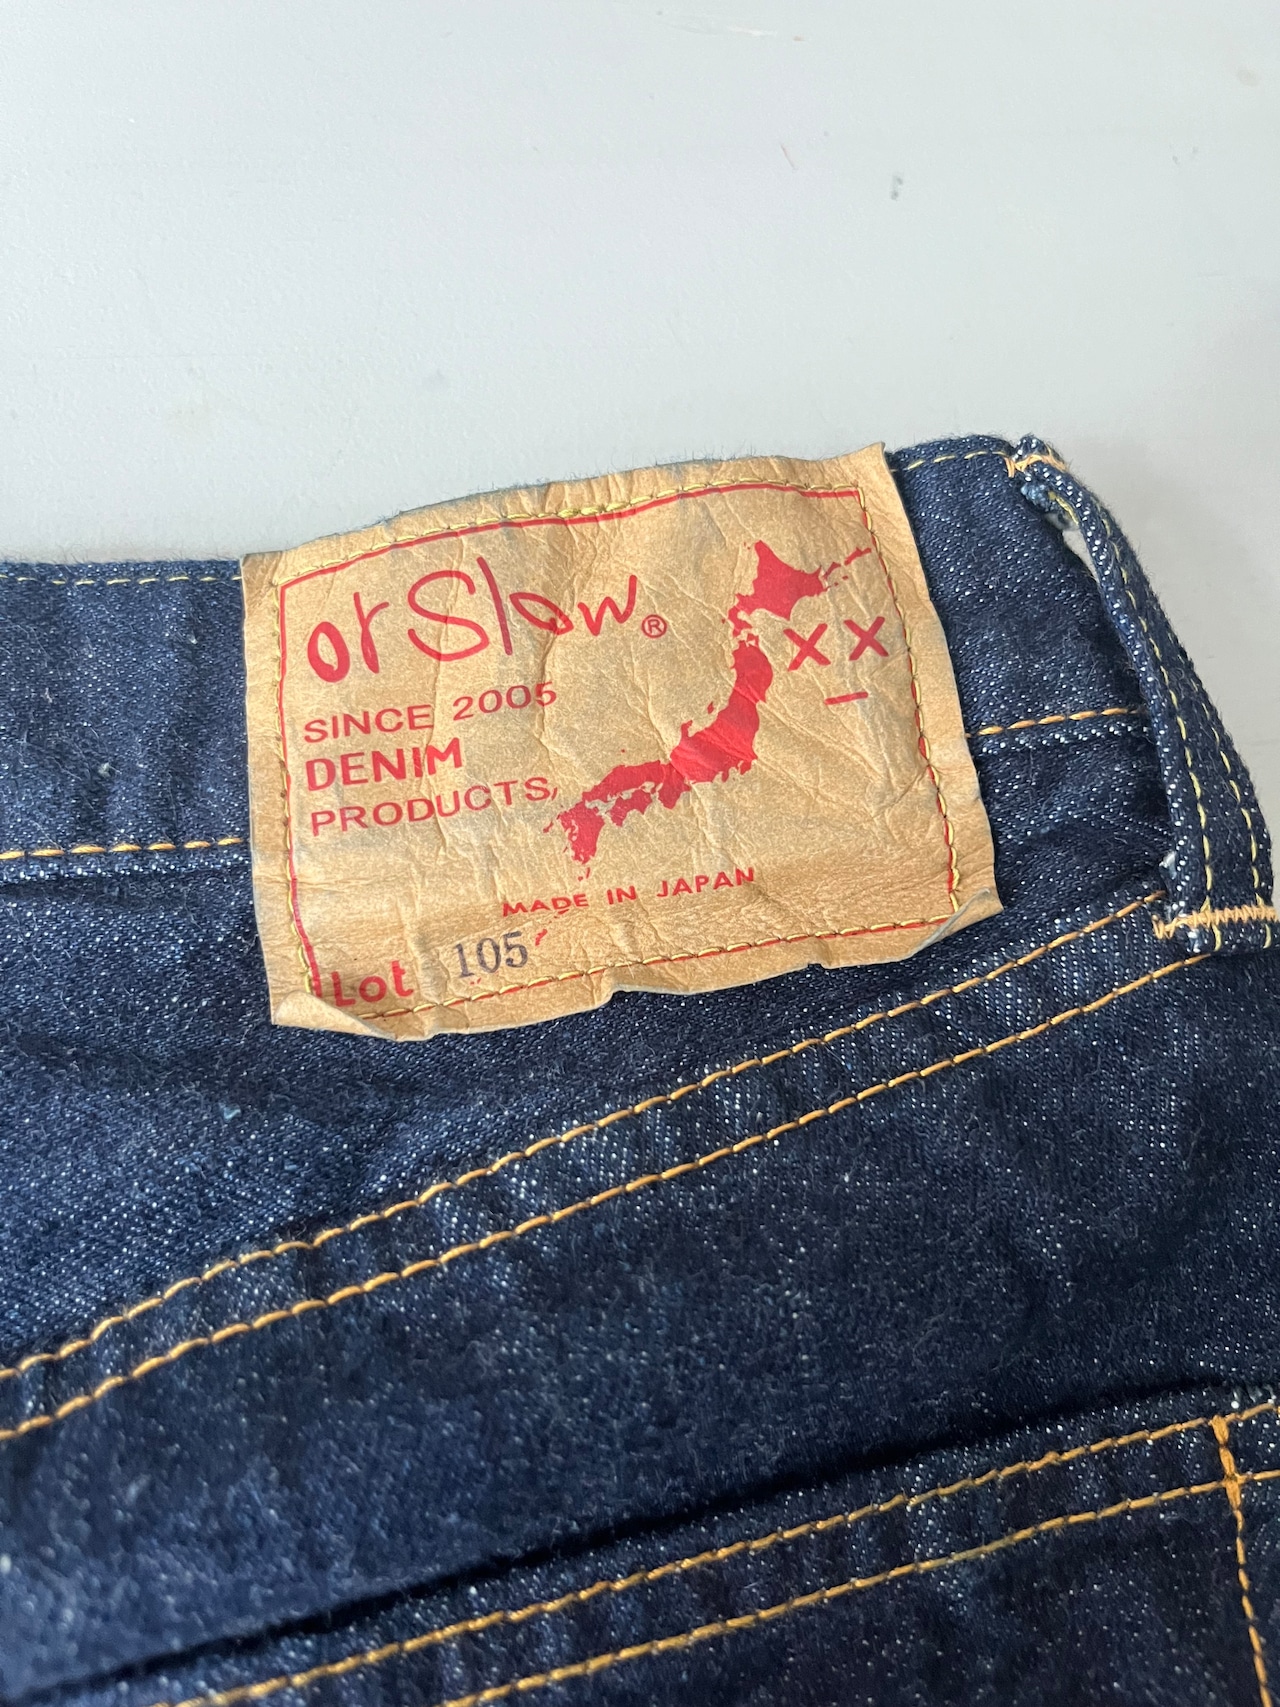 orSlow®
SINCE 2005
DENIM
PRODUCTS,
XX
MADE IN JAPAN
Lot 105